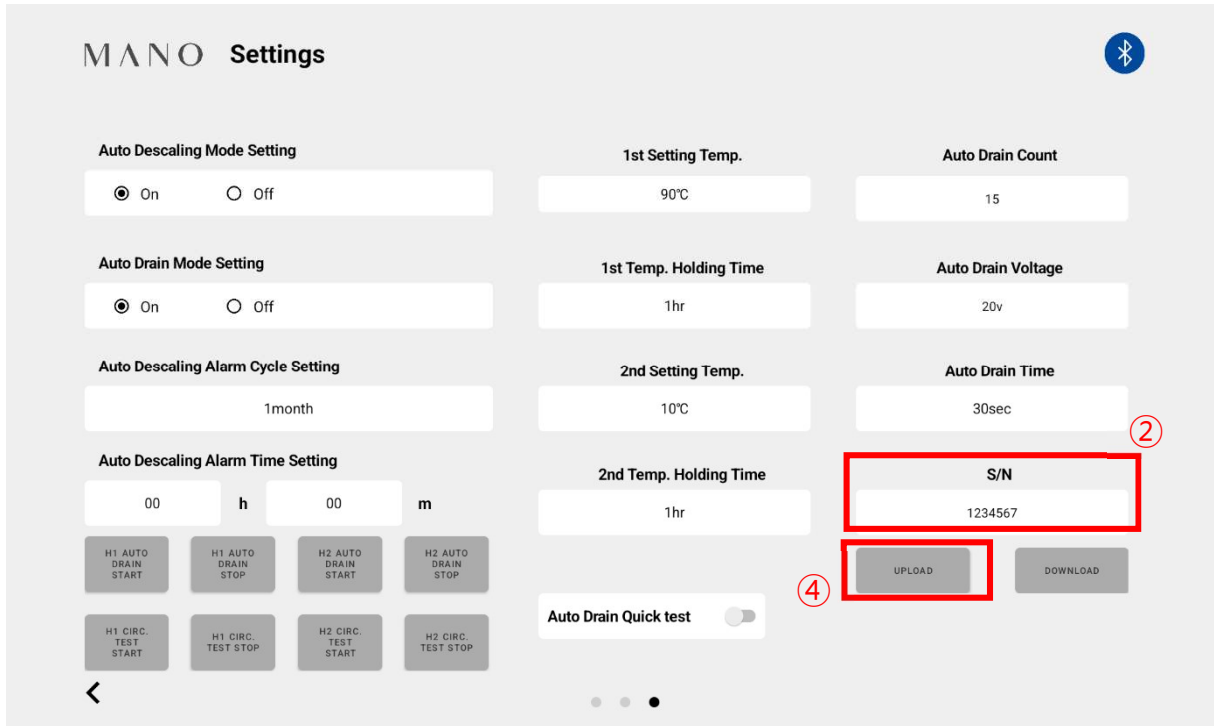 MANO Settings
Auto Descaling Mode Setting
On Off
Auto Drain Mode Setting
On Off
Auto Descaling Alarm Cycle Setting
1month
Auto Descaling Alarm Time Setting
00 h 00 m
H1 AUTO
DRAIN
START
H1 AUTO
DRAIN
STOP
H2 AUTO
DRAIN
START
H2 AUTO
DRAIN
STOP
H1 CIRC.
TEST
START
H1 CIRC.
TEST STOP
H2 CIRC.
TEST
START
H2 CIRC.
TEST STOP
1st Setting Temp.
90℃
1st Temp. Holding Time
1hr
2nd Setting Temp.
10℃
2nd Temp. Holding Time
1hr
Auto Drain Quick test
Auto Drain Count
15
Auto Drain Voltage
20v
Auto Drain Time
30sec
②
S/N
1234567
④
UPLOAD
DOWNLOAD